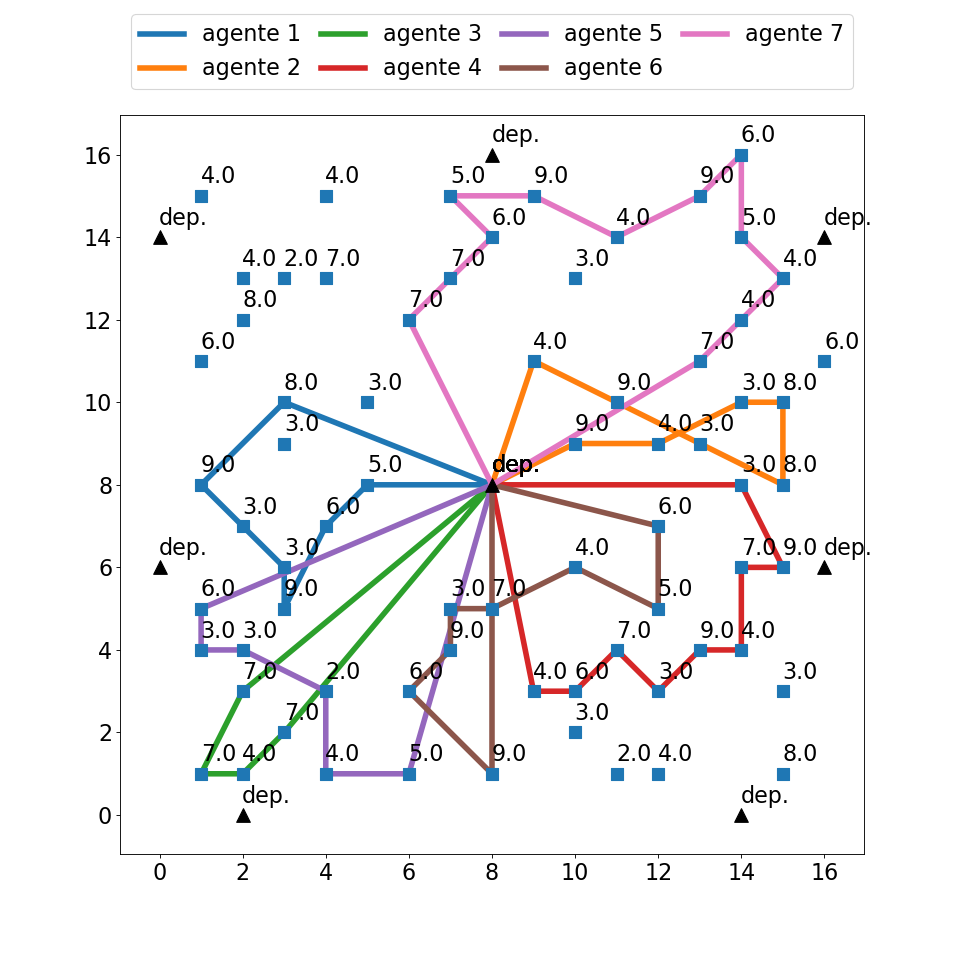 agente 1 agente 3 agente 5 agente 7
agente 2 agente 4 agente 6
6.0
dep.
4.0 4.0 5.0 9.0 9.0
dep. 6.0 4.0 5.0 dep.
4.0 2.0 7.0 7.0 3.0 4.0
8.0 7.0 4.0
6.0 4.0 7.0 6.0
8.0 3.0 9.0 3.0 8.0
3.0 9.0 4.0 3.0
9.0 5.0 dep. 3.0 8.0
3.0 6.0 6.0
dep. 3.0 4.0 7.0 9.0 dep.
6.0 9.0 3.0 7.0 5.0
3.0 3.0 9.0 7.0 9.0 4.0
7.0 2.0 6.0 4.0 6.0 3.0 3.0
7.0 3.0
7.0 4.0 4.0 5.0 9.0 2.0 4.0 8.0
dep. dep.
16
14
12
10
8
6
4
2
0
0 2 4 6 8 10 12 14 16